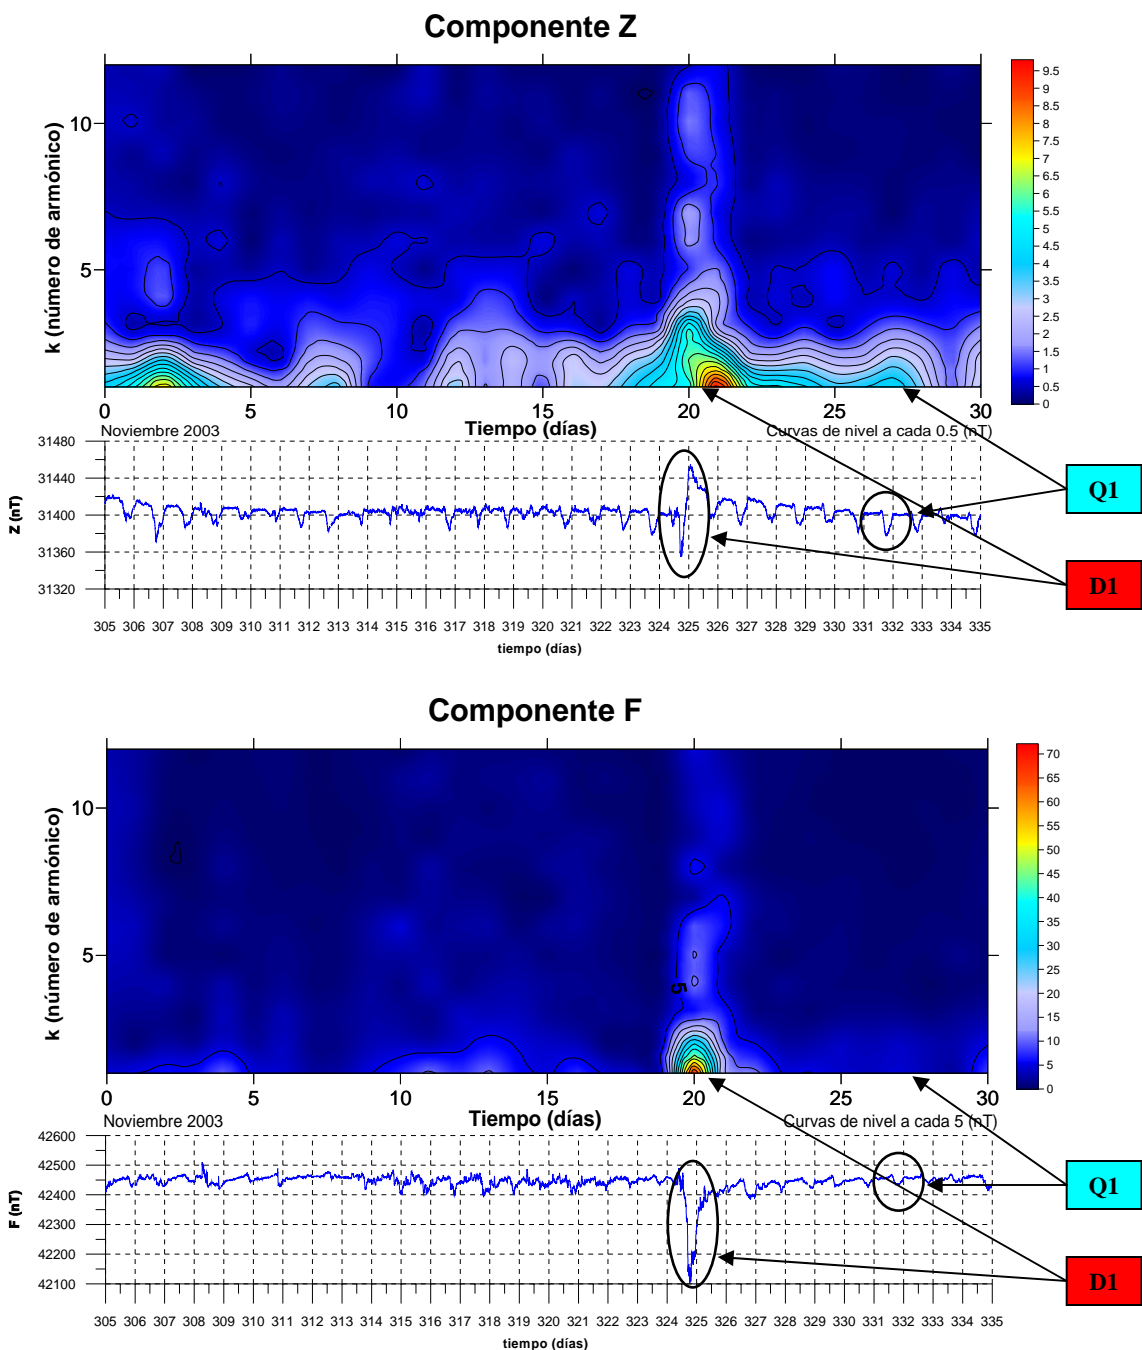 Componente Z
k (número de armónico)
10
5
0 5 10 15 20 25 30
9.5
9
8.5
8
7.5
7
6.5
6
5.5
5
4.5
4
3.5
3
2.5
2
1.5
1
0.5
0
Noviembre 2003 Tiempo (días) Curvas de nivel a cada 0.5 (nT)
Z (nT)
31480
31440
31400
31360
31320
305 306 307 308 309 310 311 312 313 314 315 316 317 318 319 320 321 322 323 324 325 326 327 328 329 330 331 332 333 334 335
tiempo (días)
Q1
D1
Componente F
k (número de armónico)
10
5
5
0 5 10 15 20 25 30
70
65
60
55
50
45
40
35
30
25
20
15
10
5
0
Noviembre 2003 Tiempo (días) Curvas de nivel a cada 5 (nT)
F (nT)
42600
42500
42400
42300
42200
42100
305 306 307 308 309 310 311 312 313 314 315 316 317 318 319 320 321 322 323 324 325 326 327 328 329 330 331 332 333 334 335
tiempo (días)
Q1
D1